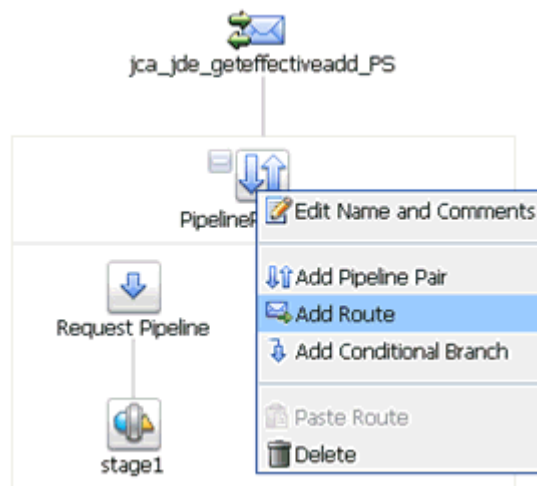 jca_jde_geteffectiveadd_PS
Edit Name and Comments
Add Pipeline Pair
Add Route
Request Pipeline
Add Conditional Branch
Paste Route
stage1
Delete